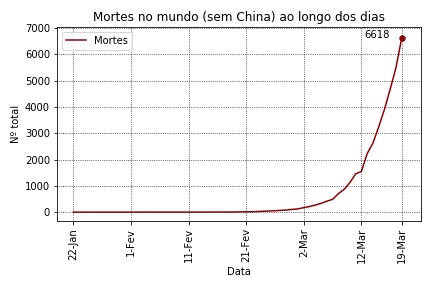 Mortes no mundo (sem China) ao longo dos dias
7000
6000
5000
4000
3000
2000
1000
0
Nº total
Mortes
6618
22-Jan
1-Fev
11-Fev
21-Fev
2-Mar
12-Mar
19-Mar
Data